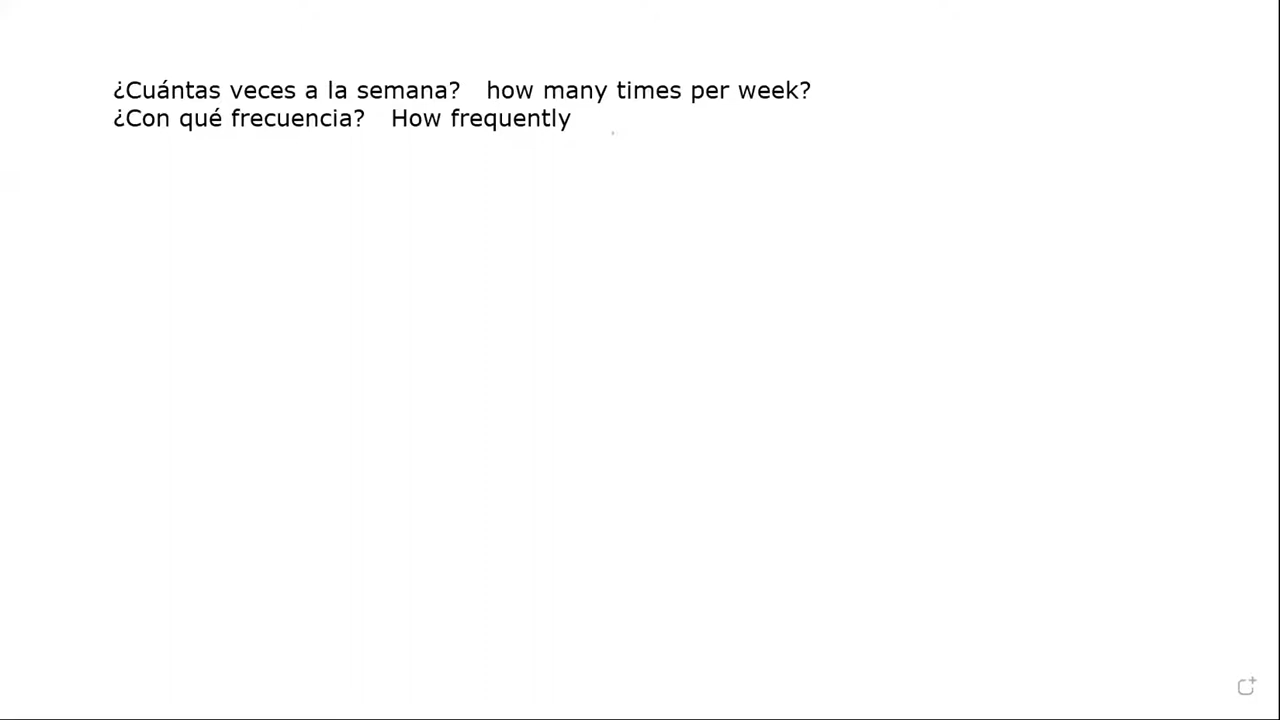 ¿Cuántas veces a la semana?   how many times per week?
¿Con qué frecuencia?   How frequently